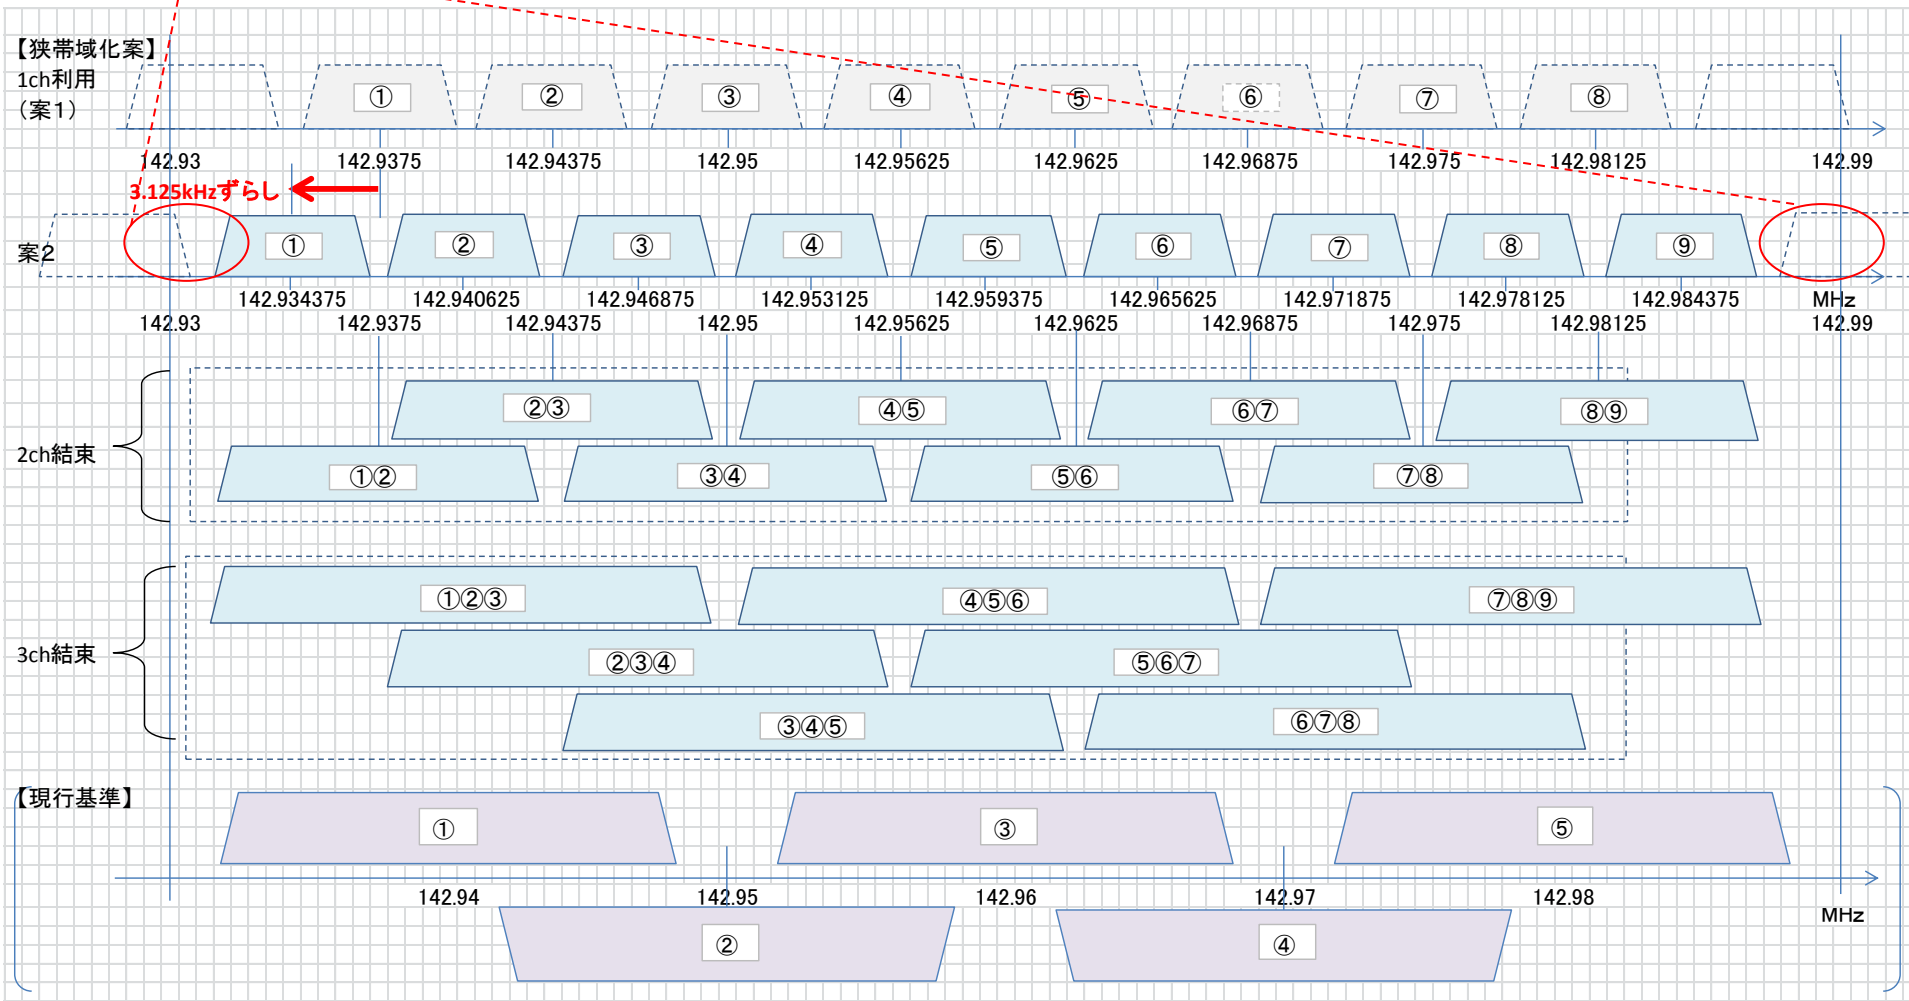 【狭帯域化案】
1ch利用
（案1）
① ② ③ ④ ⑤ ⑥ ⑦ ⑧
142.93 142.9375 142.94375 142.95 142.95625 142.9625 142.96875 142.975 142.98125 142.99
3.125kHzずらし
案2
① ② ③ ④ ⑤ ⑥ ⑦ ⑧ ⑨
142.934375 142.940625 142.946875 142.953125 142.959375 142.965625 142.971875 142.978125 142.984375 MHz
142.93 142.9375 142.94375 142.95 142.95625 142.9625 142.96875 142.975 142.98125 142.99
②③ ④⑤ ⑥⑦ ⑧⑨
2ch結束
①② ③④ ⑤⑥ ⑦⑧
①②③ ④⑤⑥ ⑦⑧⑨
3ch結束
②③④ ⑤⑥⑦
③④⑤ ⑥⑦⑧
【現行基準】
① ③ ⑤
142.94 142.95 142.96 142.97 142.98
MHz
② ④